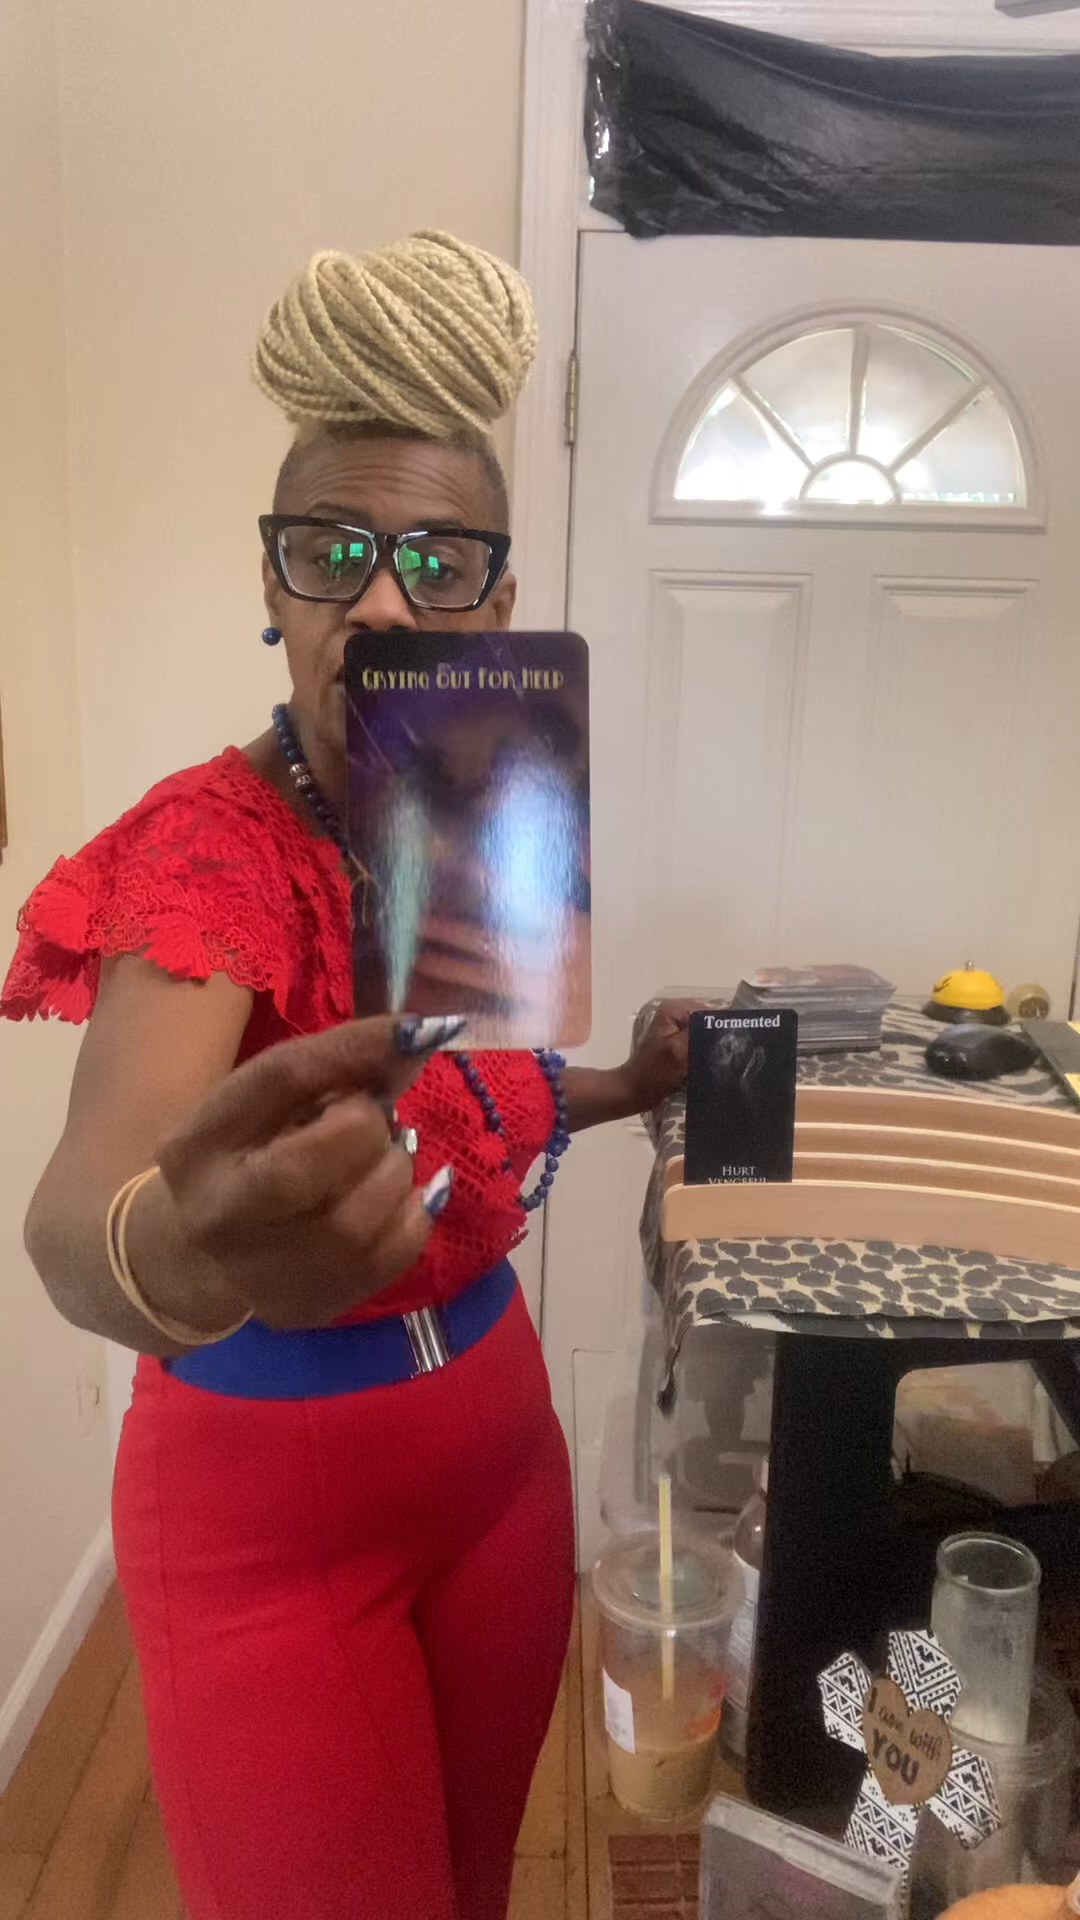 CRYING OUT FOR HELP
Tormented
HURT
VENGEFUL
I am with
YOU